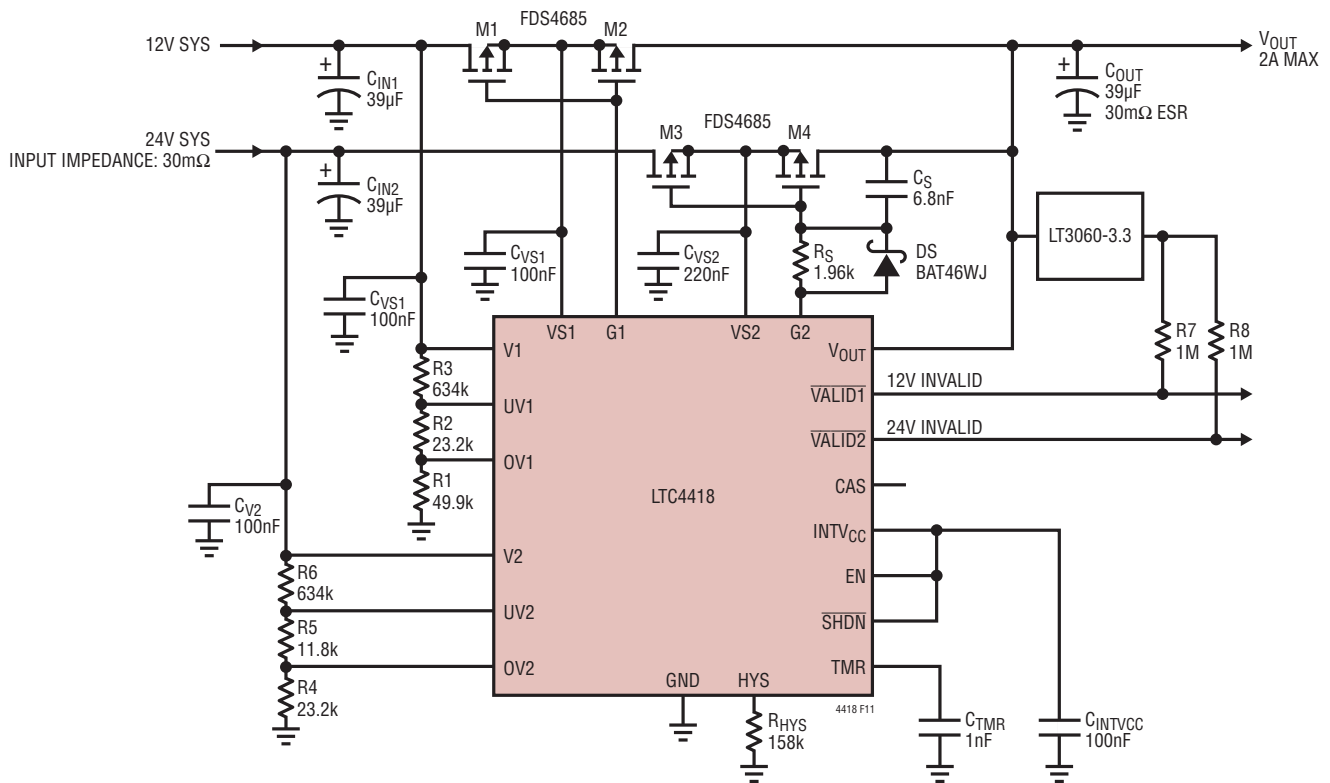 FDS4685
M1
M2
12V SYS
VOUT
2A MAX
+
CIN1
39µF
+
COUT
39µF
30mΩ ESR
FDS4685
24V SYS
INPUT IMPEDANCE: 30mΩ
M3
M4
+
CIN2
39µF
CS
6.8nF
LT3060-3.3
CVS1
100nF
CVS2
220nF
RS
1.96k
DS
BAT46WJ
CVS1
100nF
VS1
G1
VS2
G2
R7
1M
R8
1M
V1
VOUT
R3
634k
VALID1
12V INVALID
UV1
R2
23.2k
VALID2
24V INVALID
OV1
R1
49.9k
LTC4418
CAS
CV2
100nF
INTVCC
V2
EN
R6
634k
UV2
SHDN
R5
11.8k
OV2
TMR
R4
23.2k
GND
HYS
4418 F11
RHYS
158k
CTMR
1nF
CINTVCC
100nF